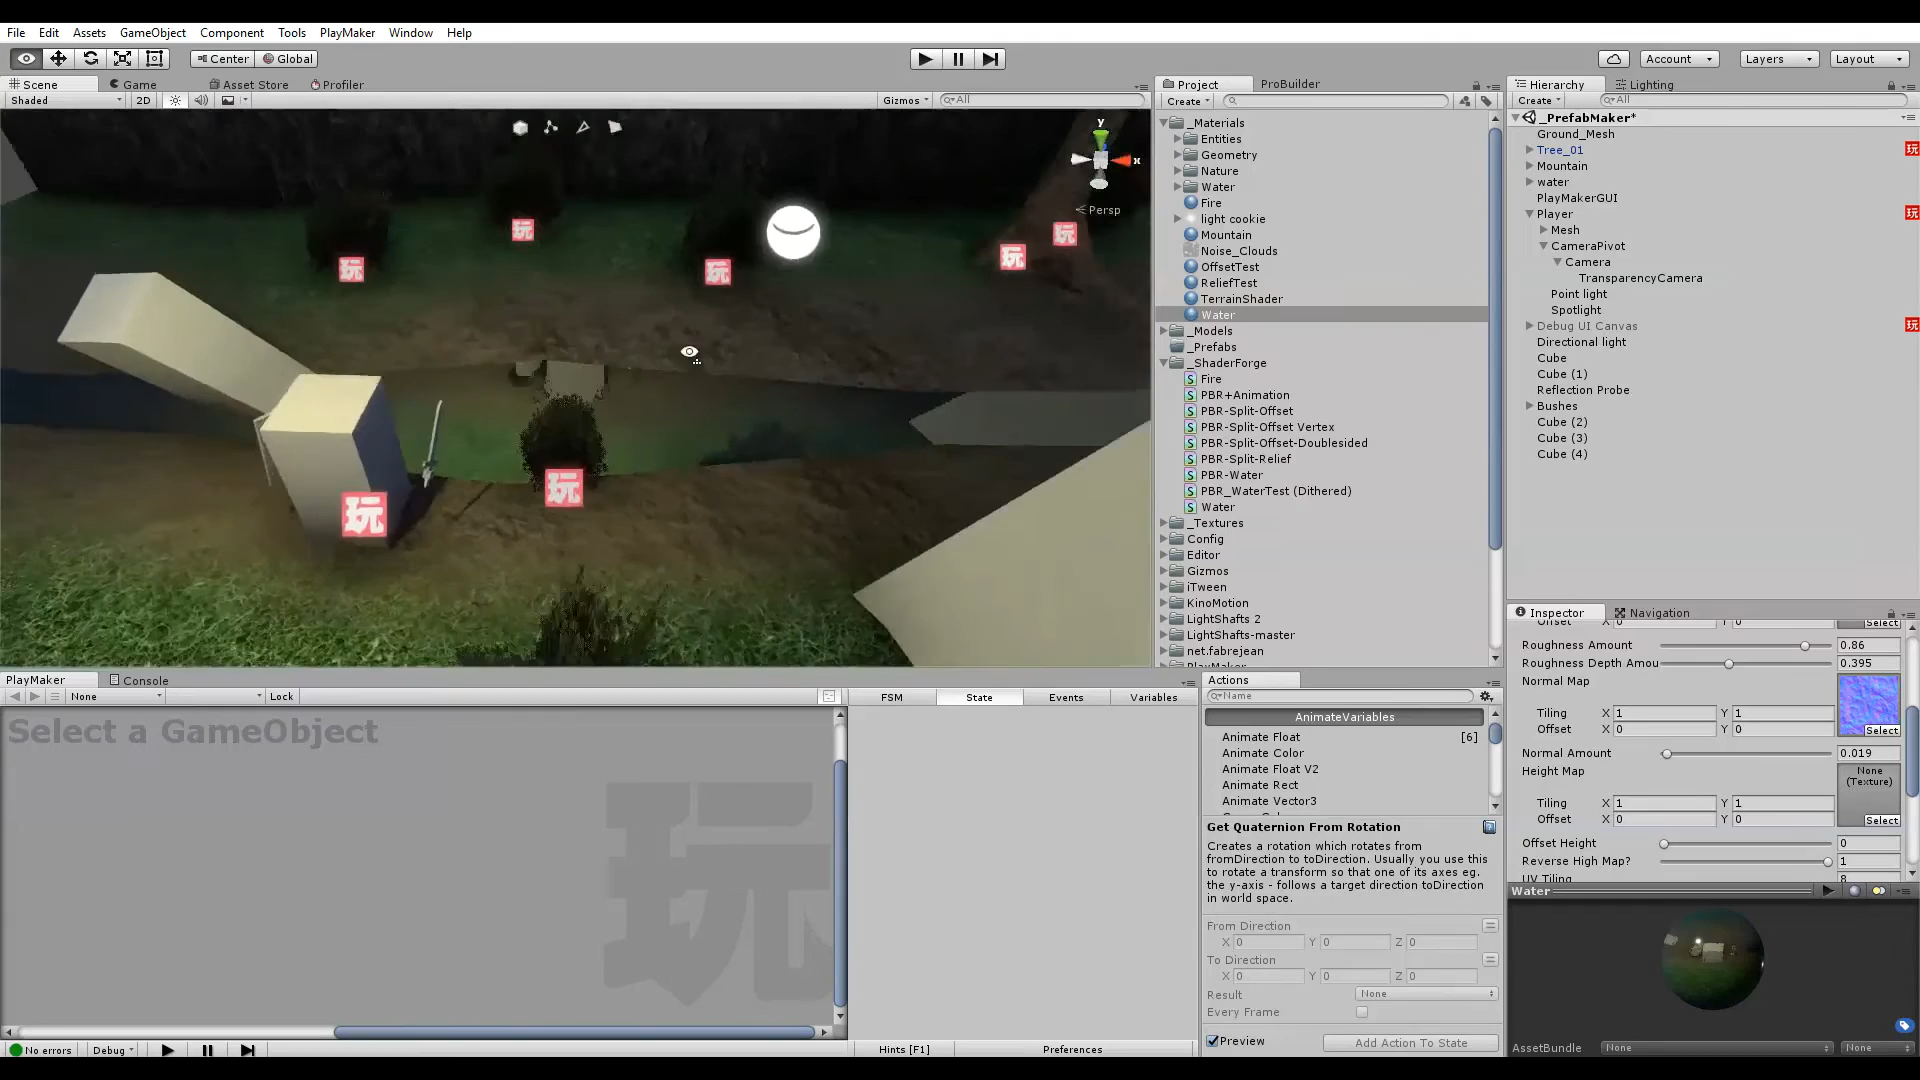 File Edit Assets GameObject Component Tools PlayMaker Window Help
Center Global
Account Layers Layout
Scene Game Asset Store Profiler
Shaded 2D Gizmos All
y
x
Persp
玩
玩
玩
玩
玩
玩
玩
Project ProBuilder
Create
_Materials
Entities
Geometry
Nature
Water
Fire
light cookie
Mountain
Noise_Clouds
OffsetTest
ReliefTest
TerrainShader
Water
_Models
_Prefabs
_ShaderForge
Fire
PBR+Animation
PBR-Split-Offset
PBR-Split-Offset Vertex
PBR-Split-Offset-Doublesided
PBR-Split-Relief
PBR-Water
PBR_WaterTest (Dithered)
Water
_Textures
Config
Editor
Gizmos
iTween
KinoMotion
LightShafts 2
LightShafts-master
net.fabrejean
PlayMaker
Hierarchy Lighting
Create All
_PrefabMaker*
Ground_Mesh
Tree_01 玩
Mountain
water
PlayMakerGUI
Player 玩
Mesh
CameraPivot
Camera
TransparencyCamera
Point light
Spotlight
Debug UI Canvas 玩
Directional light
Cube
Cube (1)
Reflection Probe
Bushes
Cube (2)
Cube (3)
Cube (4)
Inspector Navigation
Offset X 0 Y 0 Select
Roughness Amount 0.86
Roughness Depth Amou 0.395
Normal Map
Tiling X 1 Y 1
Offset X 0 Y 0 Select
Normal Amount 0.019
Height Map None
(Texture)
Tiling X 1 Y 1
Offset X 0 Y 0 Select
Offset Height 0
Reverse High Map? 1
UV Tiling 8
Water
AssetBundle None None
PlayMaker Console
None Lock
Select a GameObject
玩
No errors Debug
FSM State Events Variables
Hints [F1] Preferences
Actions
Name
AnimateVariables
Animate Float [6]
Animate Color
Animate Float V2
Animate Rect
Animate Vector3
Get Quaternion From Rotation
Creates a rotation which rotates from
fromDirection to toDirection. Usually you use this
to rotate a transform so that one of its axes eg.
the y-axis - follows a target direction toDirection
in world space.
From Direction
X 0 Y 0 Z 0
To Direction
X 0 Y 0 Z 0
Result None
Every Frame
Preview Add Action To State